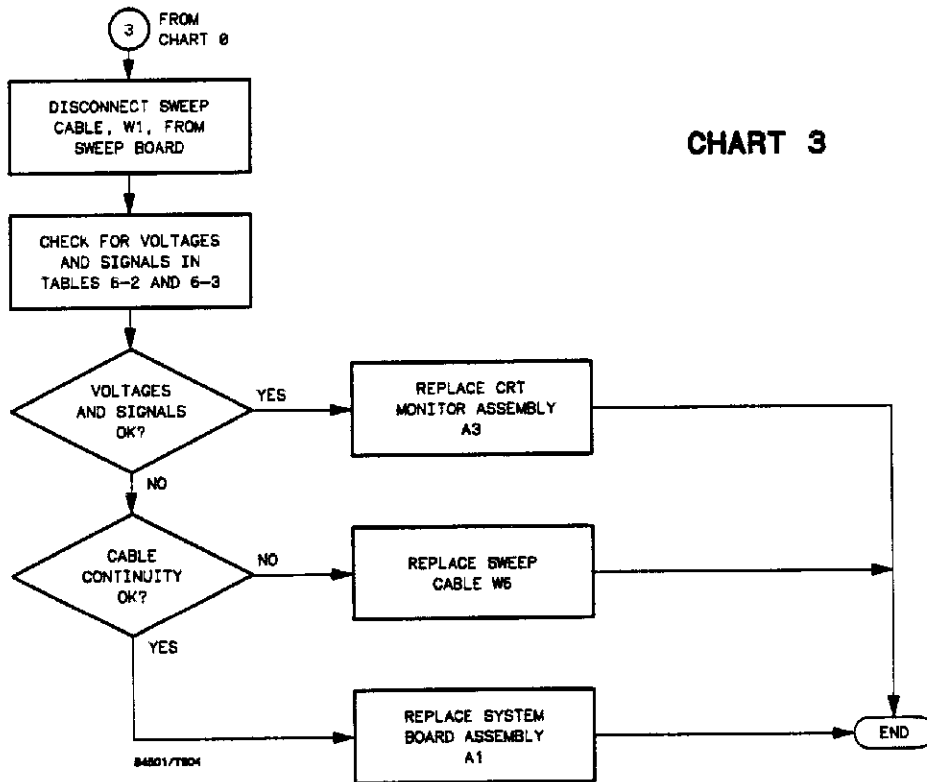 3
FROM
CHART 0
DISCONNECT SWEEP
CABLE, W1, FROM
SWEEP BOARD
CHART 3
CHECK FOR VOLTAGES
AND SIGNALS IN
TABLES 6-2 AND 6-3
VOLTAGES
AND SIGNALS
OK?
YES
REPLACE CRT
MONITOR ASSEMBLY
A3
NO
CABLE
CONTINUITY
OK?
NO
REPLACE SWEEP
CABLE W5
YES
REPLACE SYSTEM
BOARD ASSEMBLY
A1
END